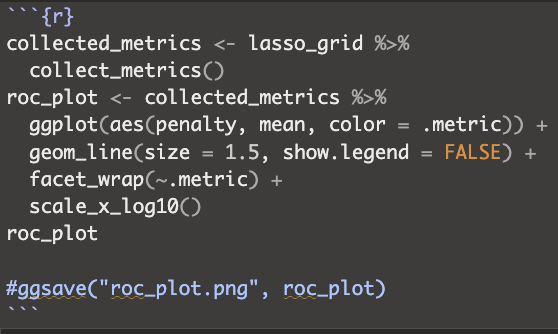 ```{r}
collected_metrics <- lasso_grid %>%
  collect_metrics()
roc_plot <- collected_metrics %>%
  ggplot(aes(penalty, mean, color = .metric)) +
  geom_line(size = 1.5, show.legend = FALSE) +
  facet_wrap(~.metric) +
  scale_x_log10()
roc_plot

#ggsave("roc_plot.png", roc_plot)
```